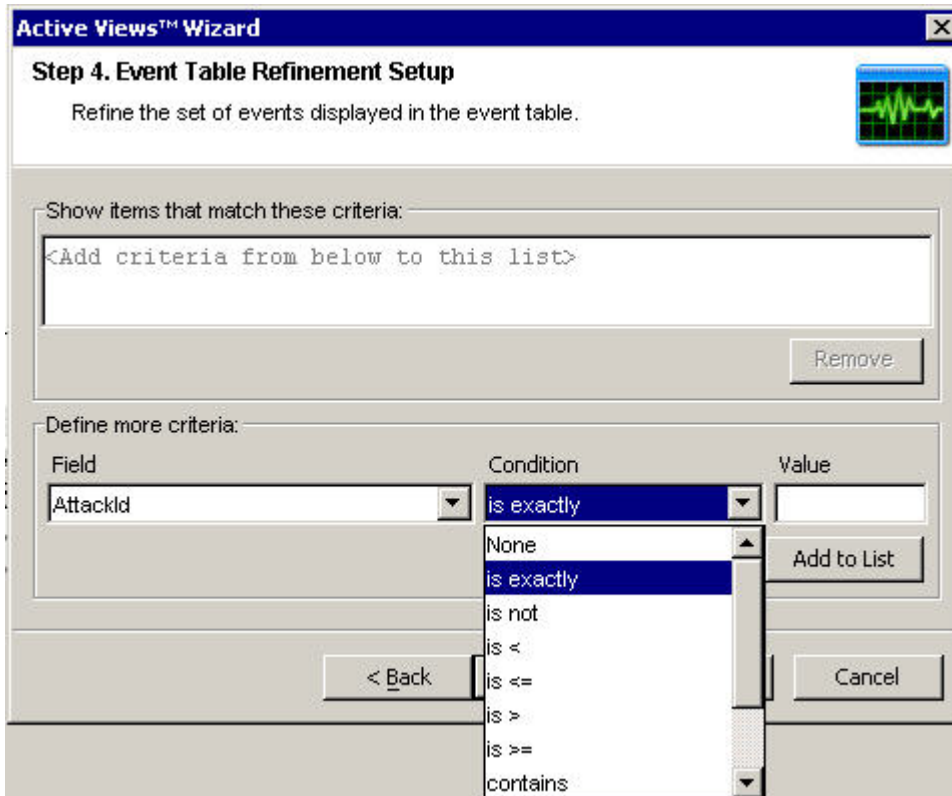 Active Views™ Wizard
Step 4. Event Table Refinement Setup
Refine the set of events displayed in the event table.
Show items that match these criteria:
<Add criteria from below to this list>
Remove
Define more criteria:
Field Condition Value
AttackId is exactly
None
is exactly
is not
is <
is <=
is >
is >=
contains
Add to List
< Back
Cancel